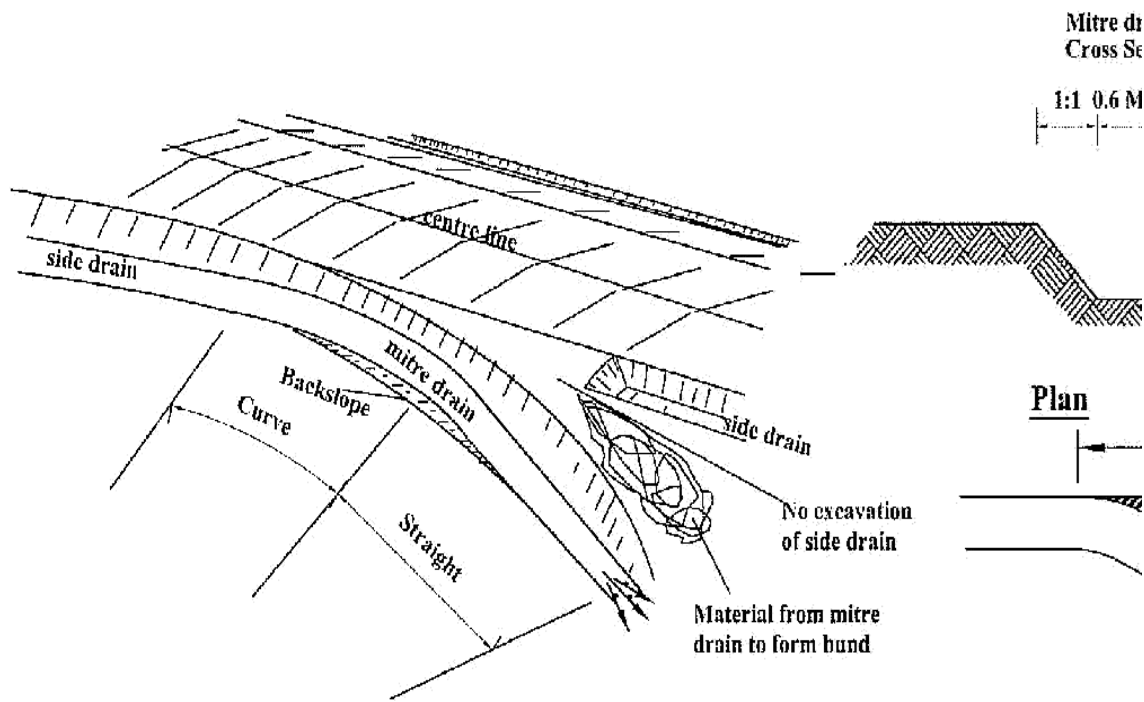 Mitre dr
Cross Se
1:1 0.6 M
centre line
side drain
mitre drain
Backslope
Curve
side drain
Plan
Straight
No excavation
of side drain
Material from mitre
drain to form bund